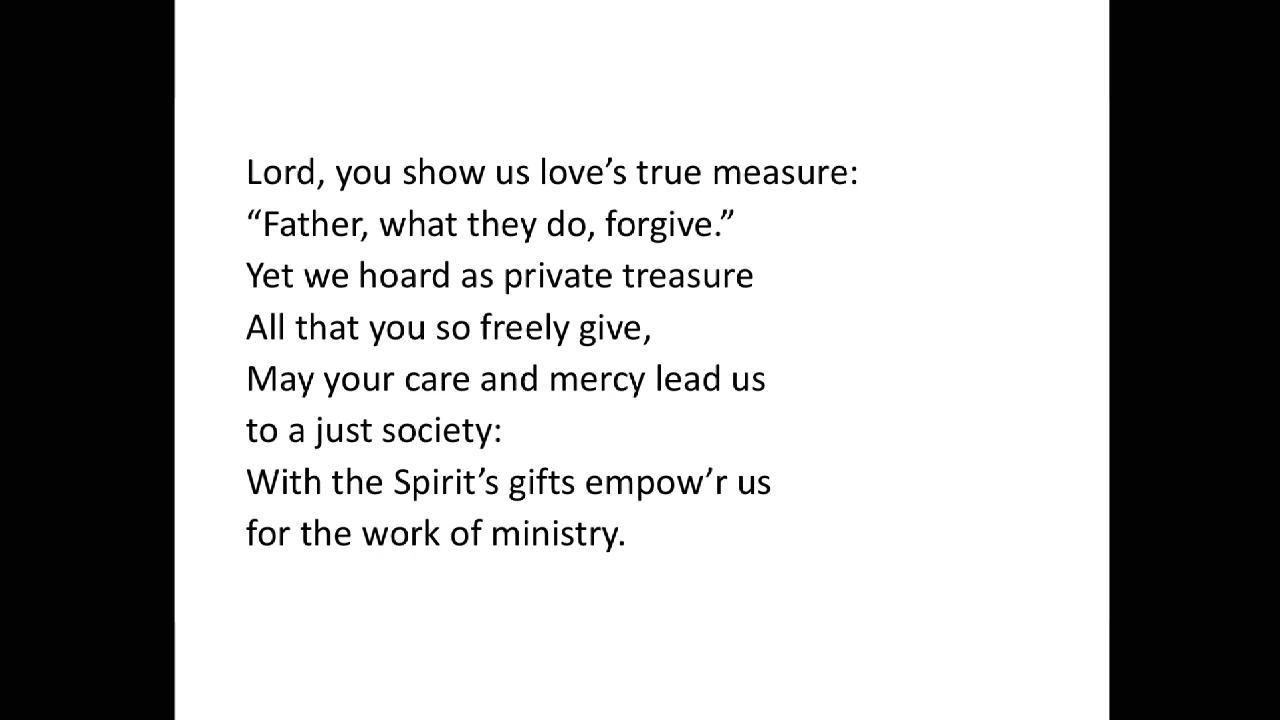 Lord, you show us love’s true measure:
“Father, what they do, forgive.”
Yet we hoard as private treasure
All that you so freely give,
May your care and mercy lead us
to a just society:
With the Spirit’s gifts empow’r us
for the work of ministry.